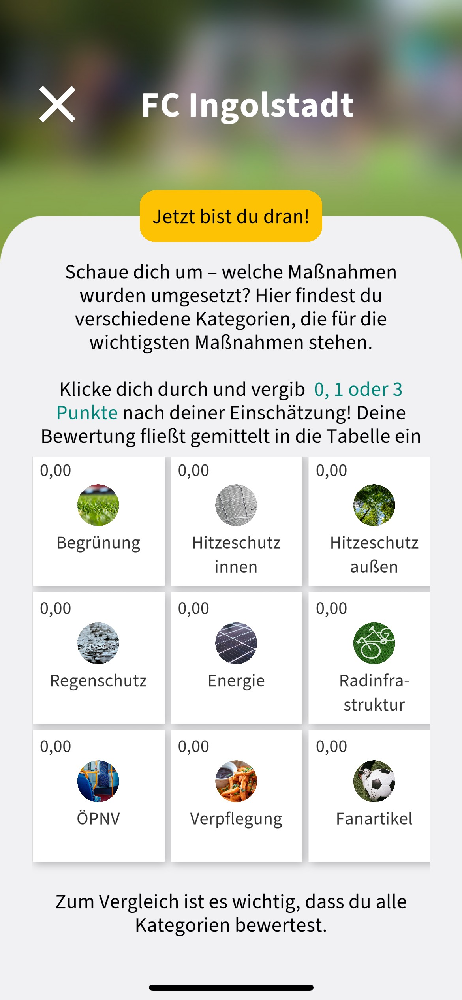 FC Ingolstadt
Jetzt bist du dran!
Schaue dich um – welche Maßnahmen
wurden umgesetzt? Hier findest du
verschiedene Kategorien, die für die
wichtigsten Maßnahmen stehen.
Klicke dich durch und vergib 0, 1 oder 3
Punkte nach deiner Einschätzung! Deine
Bewertung fließt gemittelt in die Tabelle ein
0,00
Begrünung
0,00
Hitzeschutz
innen
0,00
Hitzeschutz
außen
0,00
Regenschutz
0,00
Energie
0,00
Radinfra-
struktur
0,00
ÖPNV
0,00
Verpflegung
0,00
Fanartikel
Zum Vergleich ist es wichtig, dass du alle
Kategorien bewertest.